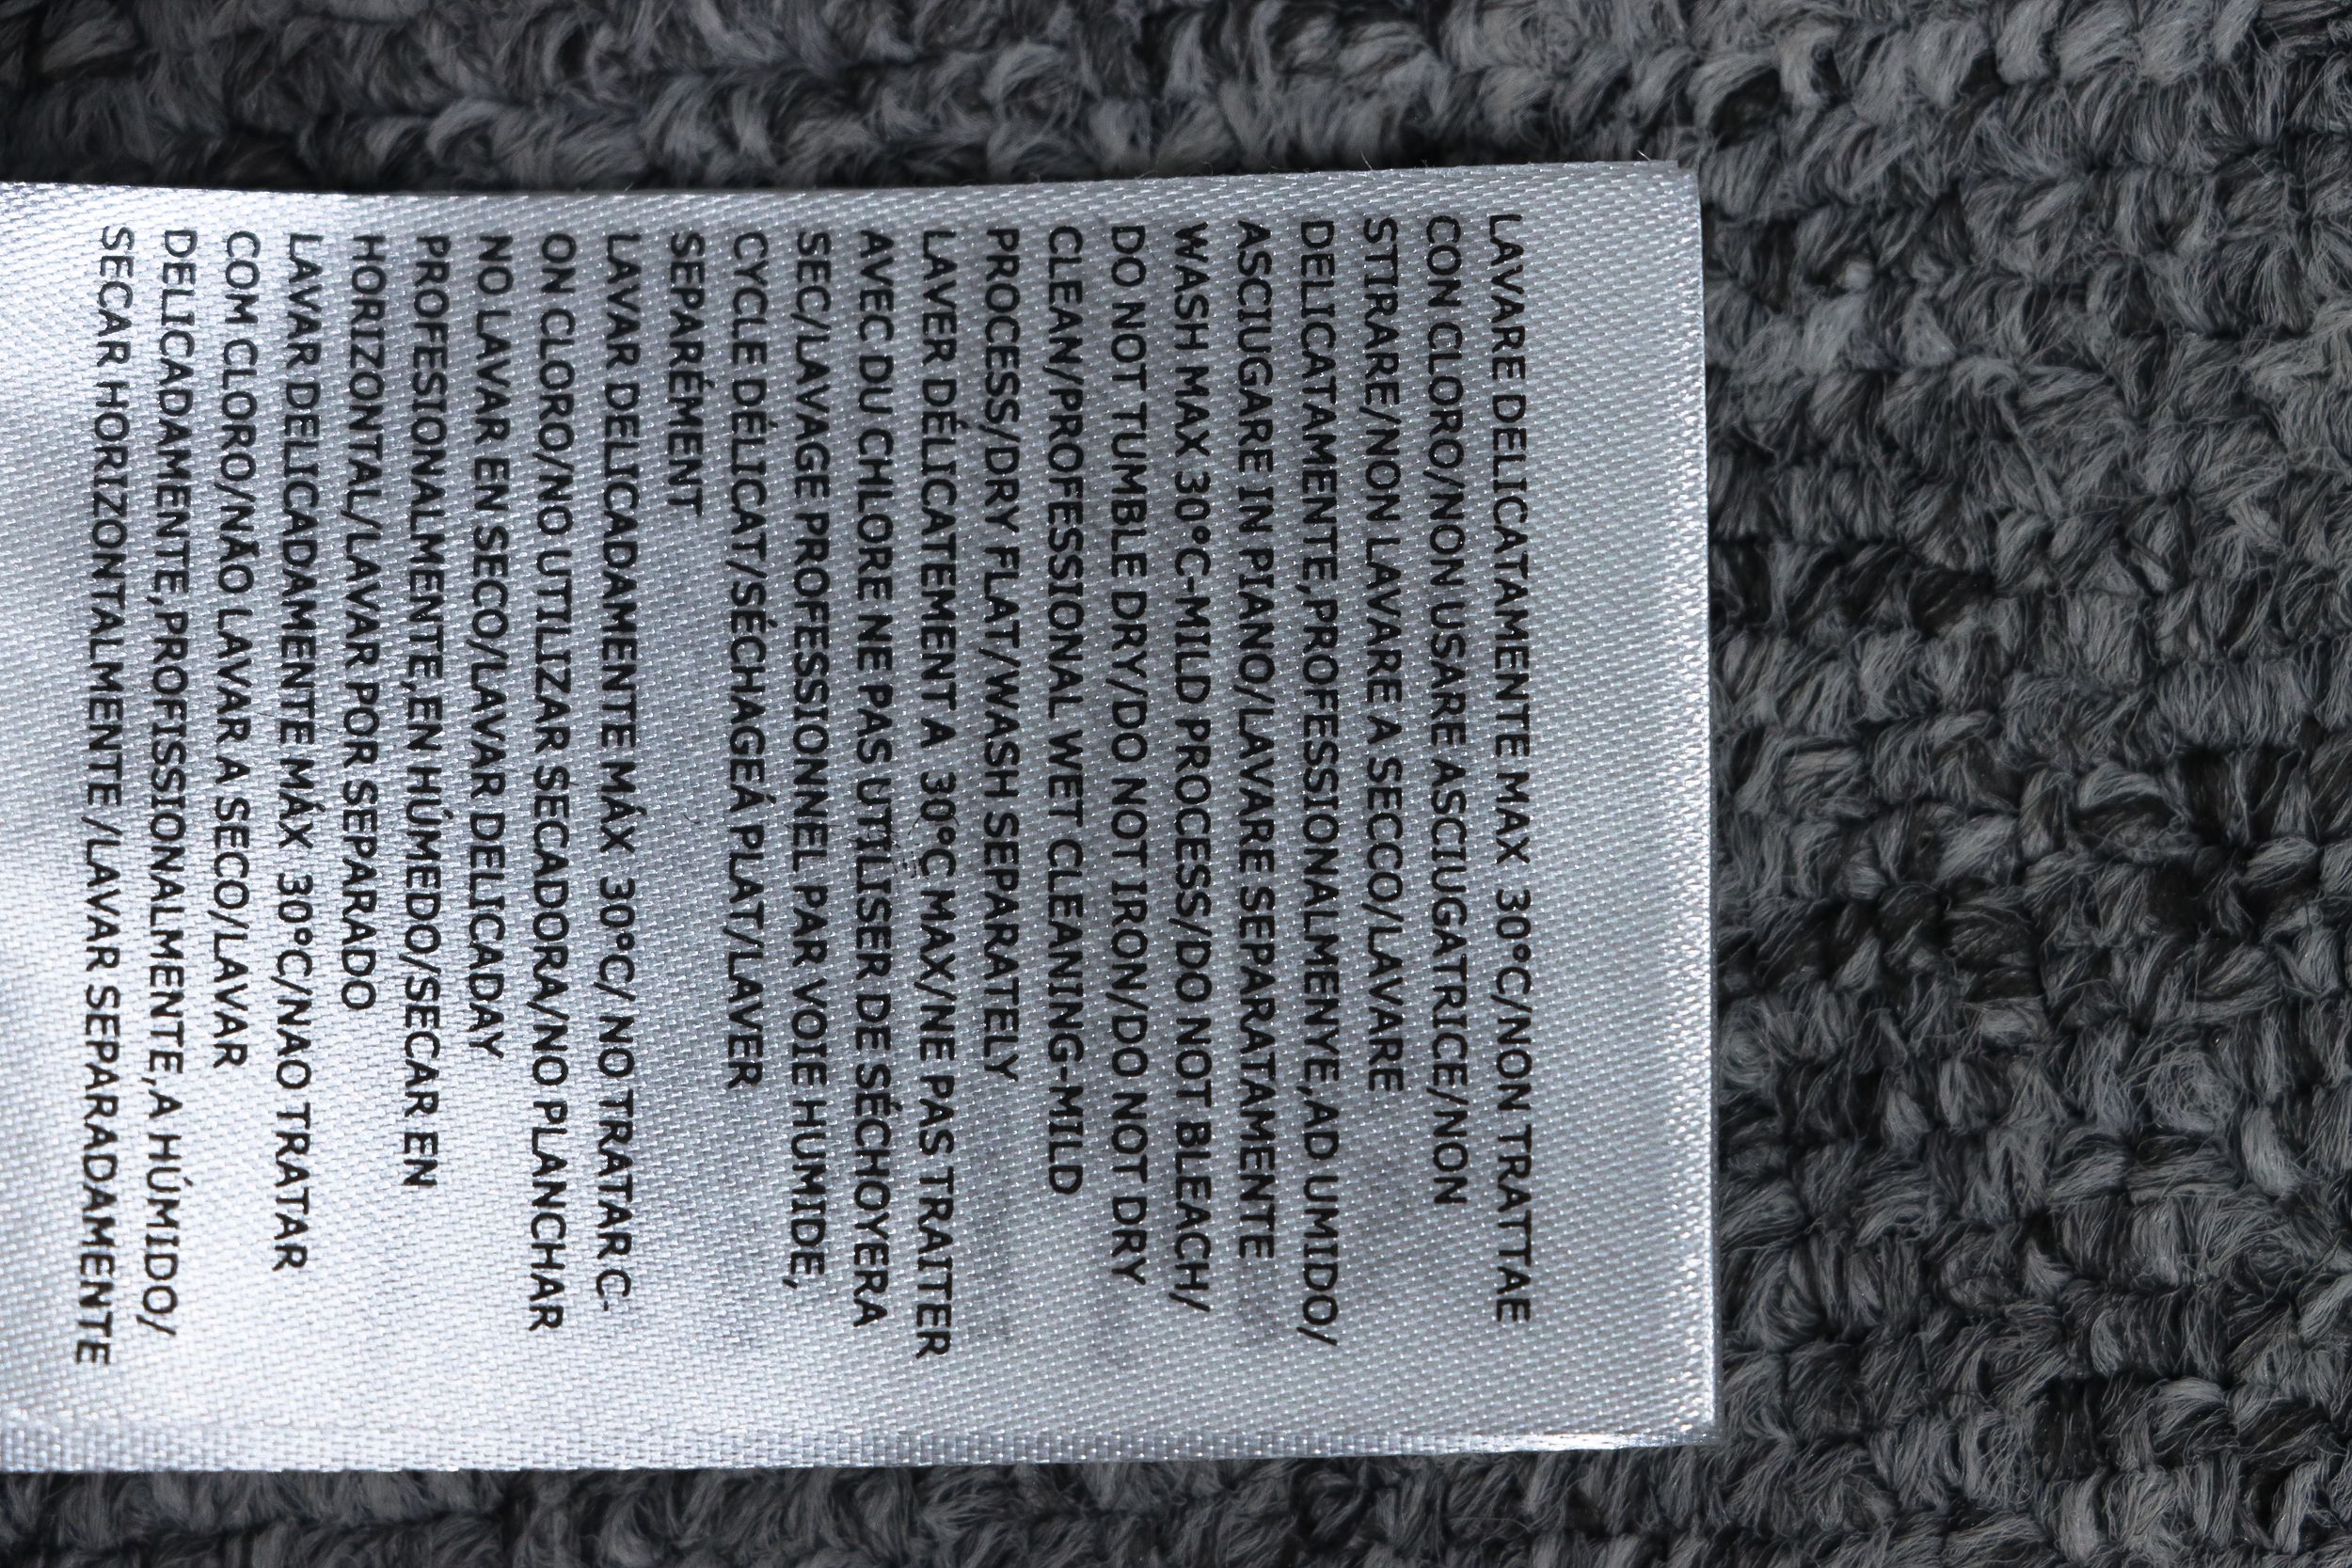 LAVARE DELICATAMENTE MAX 30°C/NON TRATTAE
CON CLORO/NON USARE ASCIUGATRICE/NON
STIRARE/NON LAVARE A SECCO/LAVARE
DELICATAMENTE,PROFESSIONALMENYE,AD UMIDO/
ASCIUGARE IN PIANO/LAVARE SEPARATAMENTE
WASH MAX 30°C-MILD PROCESS/DO NOT BLEACH/
DO NOT TUMBLE DRY/DO NOT IRON/DO NOT DRY
CLEAN/PROFESSIONAL WET CLEANING-MILD
PROCESS/DRY FLAT/WASH SEPARATELY
LAVER DÉLICATEMENT A 30°C MAX/NE PAS TRAITER
AVEC DU CHLORE NE PAS UTILISER DE SÉCHOYERA
SEC/LAVAGE PROFESSIONNEL PAR VOIE HUMIDE,
CYCLE DÉLICAT/SÉCHAGEÁ PLAT/LAVER
SEPARÉMENT
LAVAR DELICADAMENTE MÁX 30°C/ NO TRATAR C-
ON CLORO/NO UTILIZAR SECADORA/NO PLANCHAR
NO LAVAR EN SECO/LAVAR DELICADAY
PROFESIONALMENTE,EN HÚMEDO/SECAR EN
HORIZONTAL/LAVAR POR SEPARADO
LAVAR DELICADAMENTE MÁX 30°C/NAO TRATAR
COM CLORO/NÃO LAVAR A SECO/LAVAR
DELICADAMENTE,PROFISSIONALMENTE,A HÚMIDO/
SECAR HORIZONTALMENTE /LAVAR SEPARADAMENTE